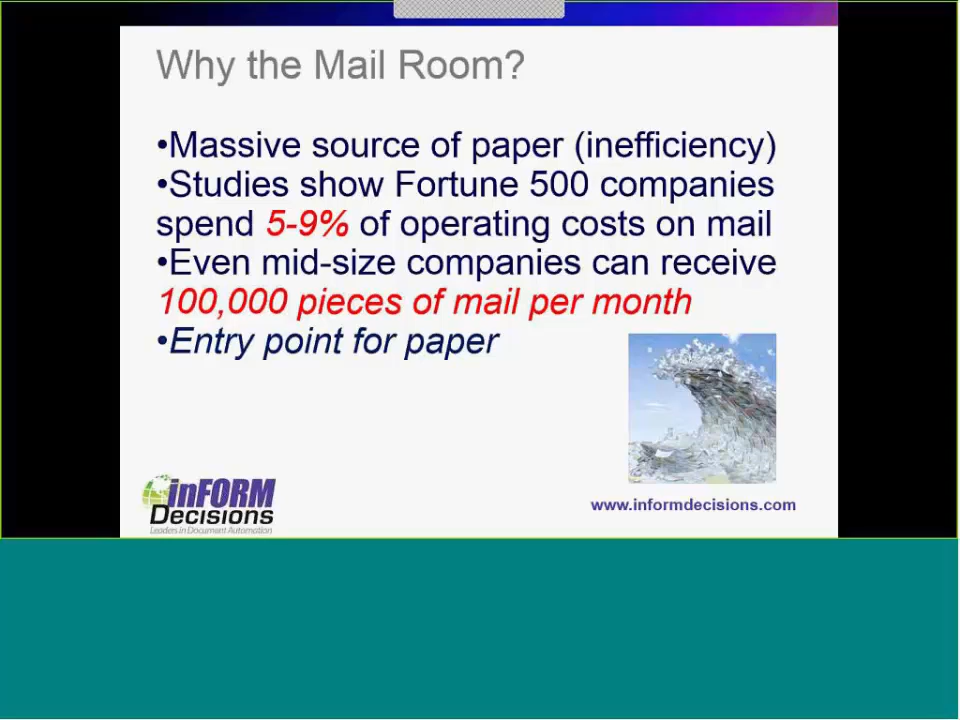 Why the Mail Room?
•Massive source of paper (inefficiency)
•Studies show Fortune 500 companies
spend 5-9% of operating costs on mail
•Even mid-size companies can receive
100,000 pieces of mail per month
•Entry point for paper
inFORM
Decisions
Leaders in Document Automation
www.informdecisions.com